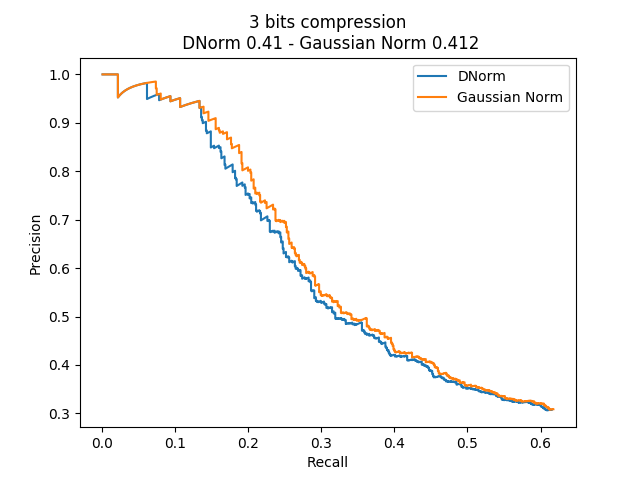 3 bits compression
DNorm 0.41 - Gaussian Norm 0.412
DNorm
Gaussian Norm
Precision
1.0
0.9
0.8
0.7
0.6
0.5
0.4
0.3
0.0 0.1 0.2 0.3 0.4 0.5 0.6
Recall